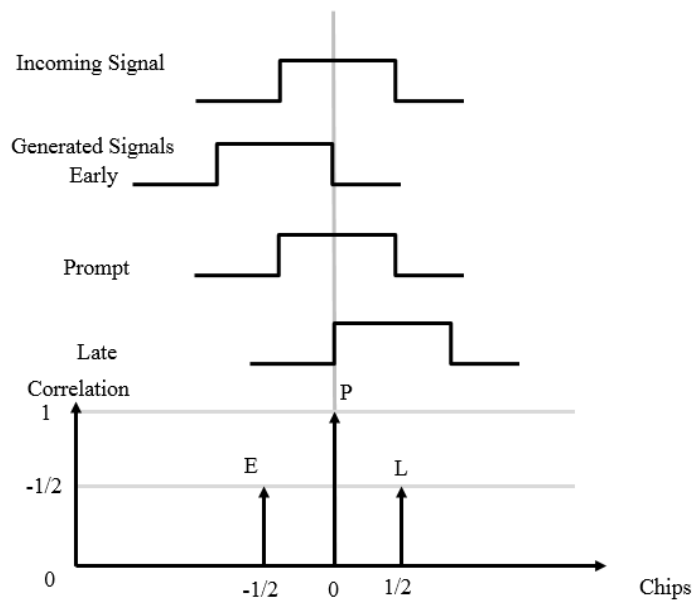 Incoming Signal
Generated Signals
Early
Prompt
Late
Correlation
P
1
E
L
-1/2
0
-1/2 0 1/2 Chips